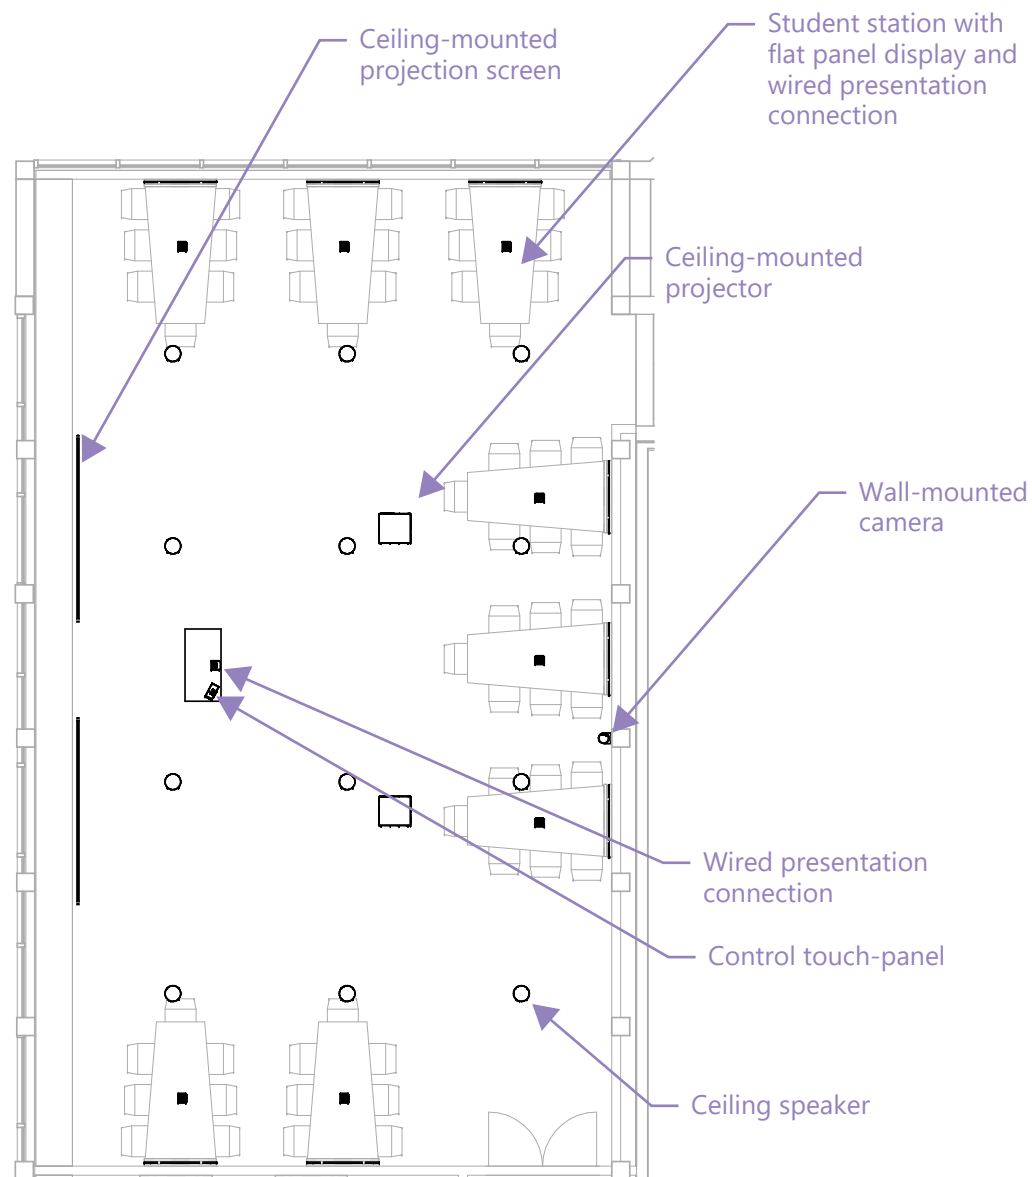 Ceiling-mounted
projection screen
Student station with
flat panel display and
wired presentation
connection
Ceiling-mounted
projector
Wall-mounted
camera
Wired presentation
connection
Control touch-panel
Ceiling speaker